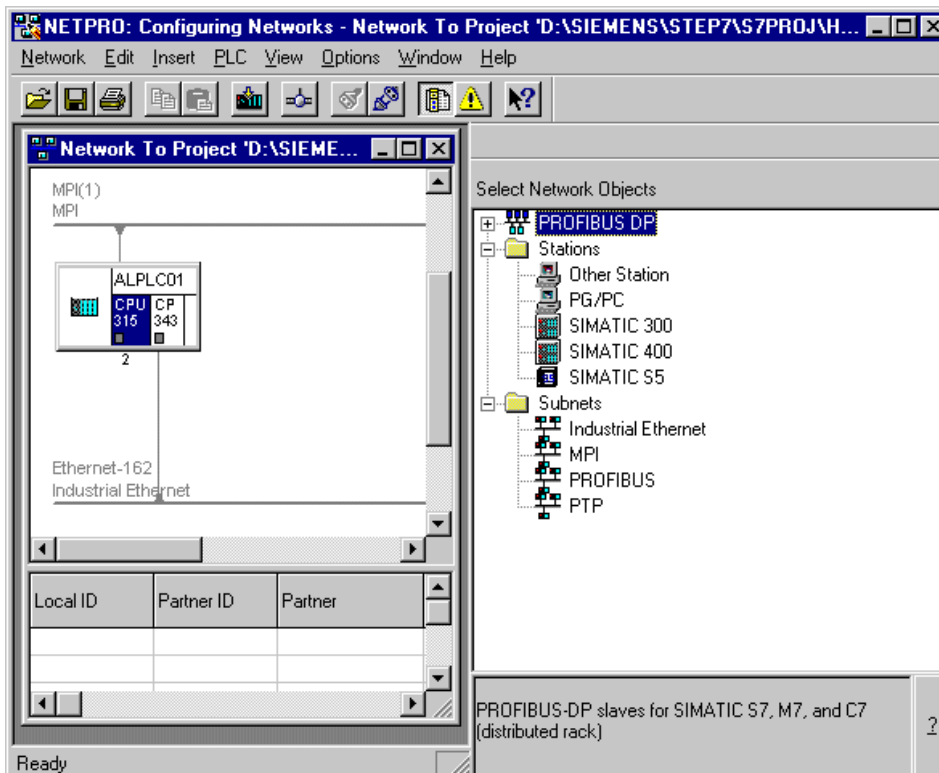 NETPRO: Configuring Networks - Network To Project 'D:\SIEMENS\STEP7\S7PROJ\H...
Network Edit Insert PLC View Options Window Help
Network To Project 'D:\SIEME...
MPI(1)
MPI
ALPLC01
CPU CP
315 343
2
Ethernet-162
Industrial Ethernet
Local ID Partner ID Partner
Ready
Select Network Objects
PROFIBUS DP
Stations
Other Station
PG/PC
SIMATIC 300
SIMATIC 400
SIMATIC S5
Subnets
Industrial Ethernet
MPI
PROFIBUS
PTP
PROFIBUS-DP slaves for SIMATIC S7, M7, and C7
(distributed rack)
?